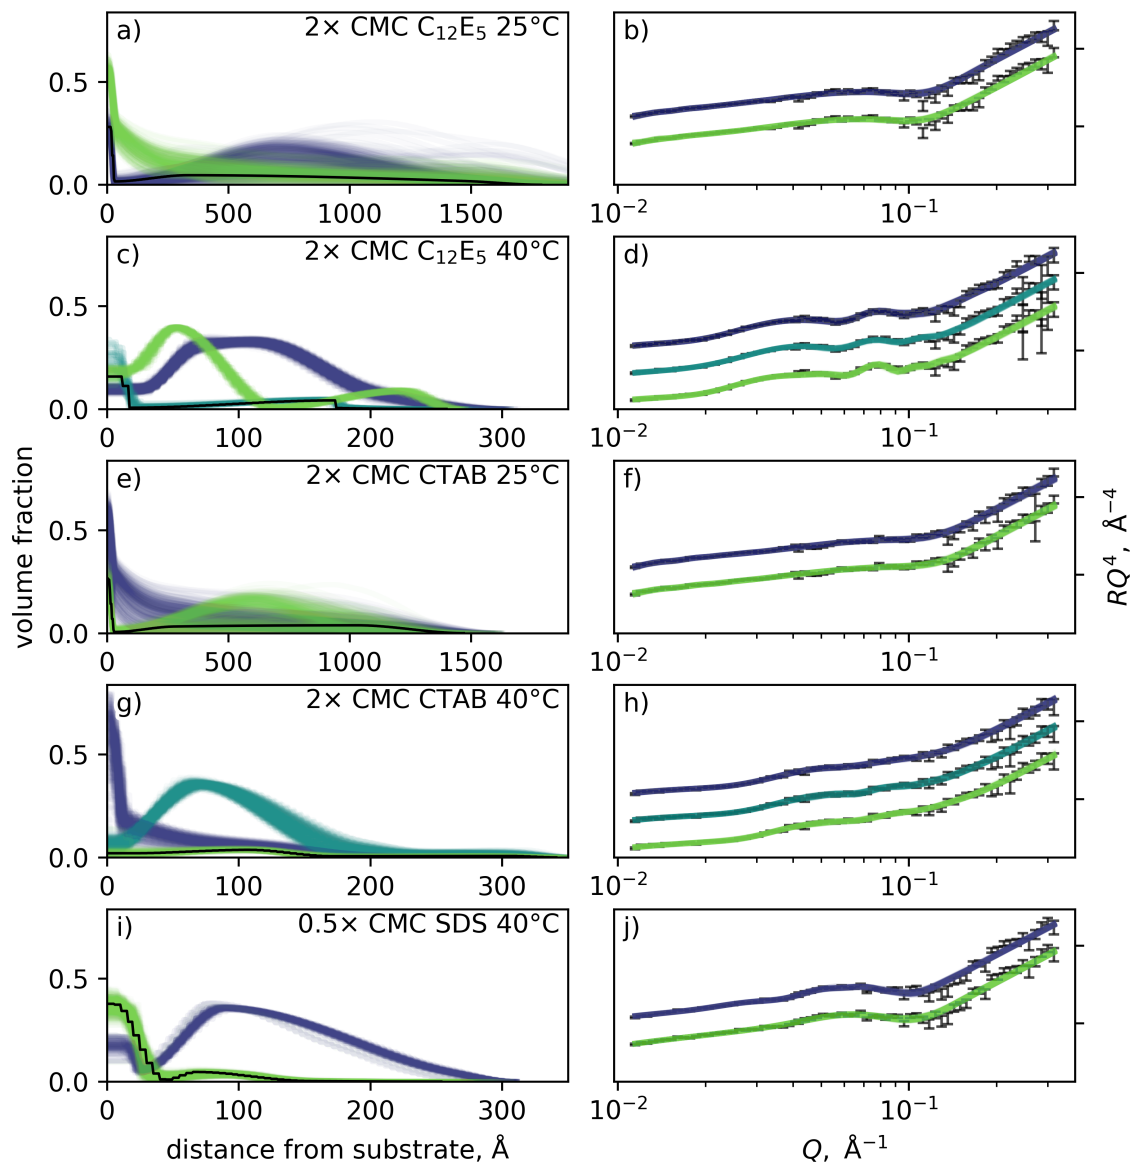 a) 2× CMC C₁₂E₅ 25°C
b)
0.5
0.0
0 500 1000 1500
10⁻² 10⁻¹
c) 2× CMC C₁₂E₅ 40°C
d)
0.5
0.0
0 100 200 300
10⁻² 10⁻¹
e) 2× CMC CTAB 25°C
f)
0.5
0.0
0 500 1000 1500
10⁻² 10⁻¹
g) 2× CMC CTAB 40°C
h)
0.5
0.0
0 100 200 300
10⁻² 10⁻¹
i) 0.5× CMC SDS 40°C
j)
0.5
0.0
0 100 200 300
10⁻² 10⁻¹
volume fraction
RQ⁴, Å⁻⁴
distance from substrate, Å
Q, Å⁻¹